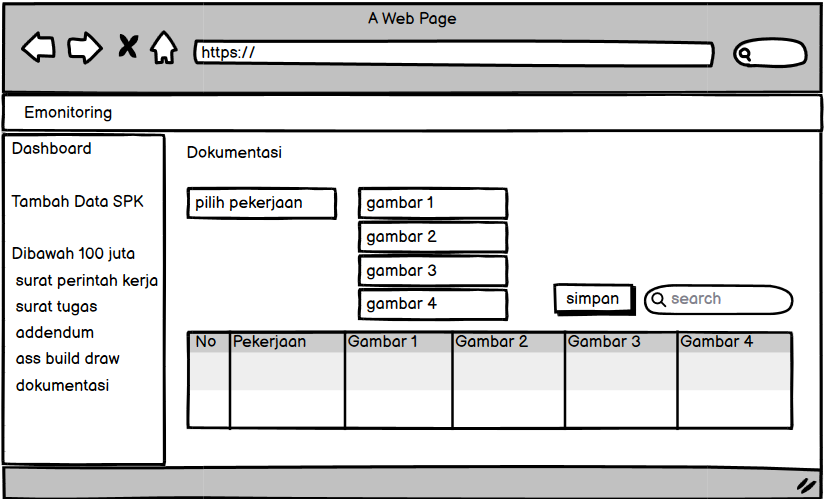 A Web Page
https://
Emonitoring
Dashboard
Tambah Data SPK
Dibawah 100 juta
surat perintah kerja
surat tugas
addendum
ass build draw
dokumentasi
Dokumentasi
pilih pekerjaan
gambar 1
gambar 2
gambar 3
gambar 4
simpan
search
No Pekerjaan Gambar 1 Gambar 2 Gambar 3 Gambar 4